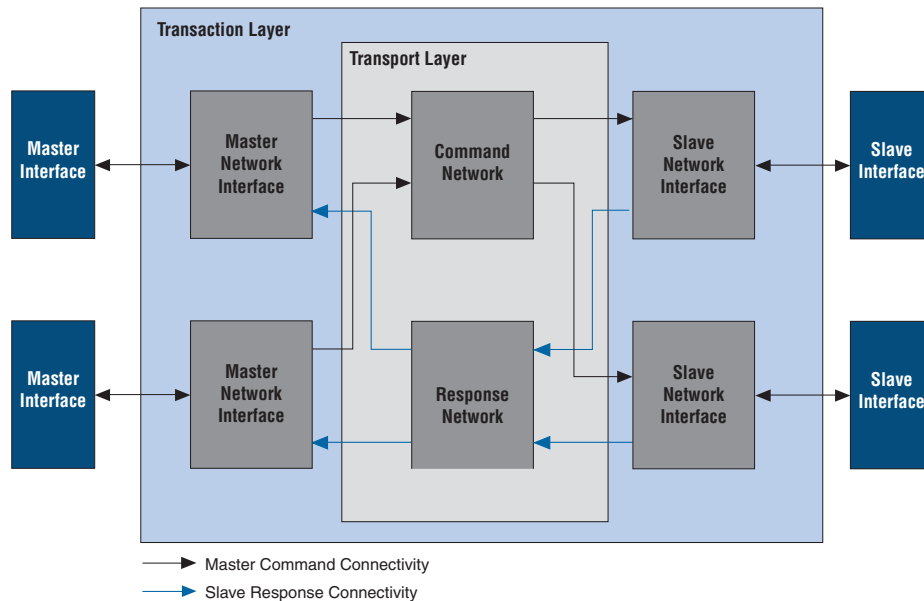 Transaction Layer
Transport Layer
Master
Interface
Master
Network
Interface
Command
Network
Slave
Network
Interface
Slave
Interface
Master
Interface
Master
Network
Interface
Response
Network
Slave
Network
Interface
Slave
Interface
Master Command Connectivity
Slave Response Connectivity